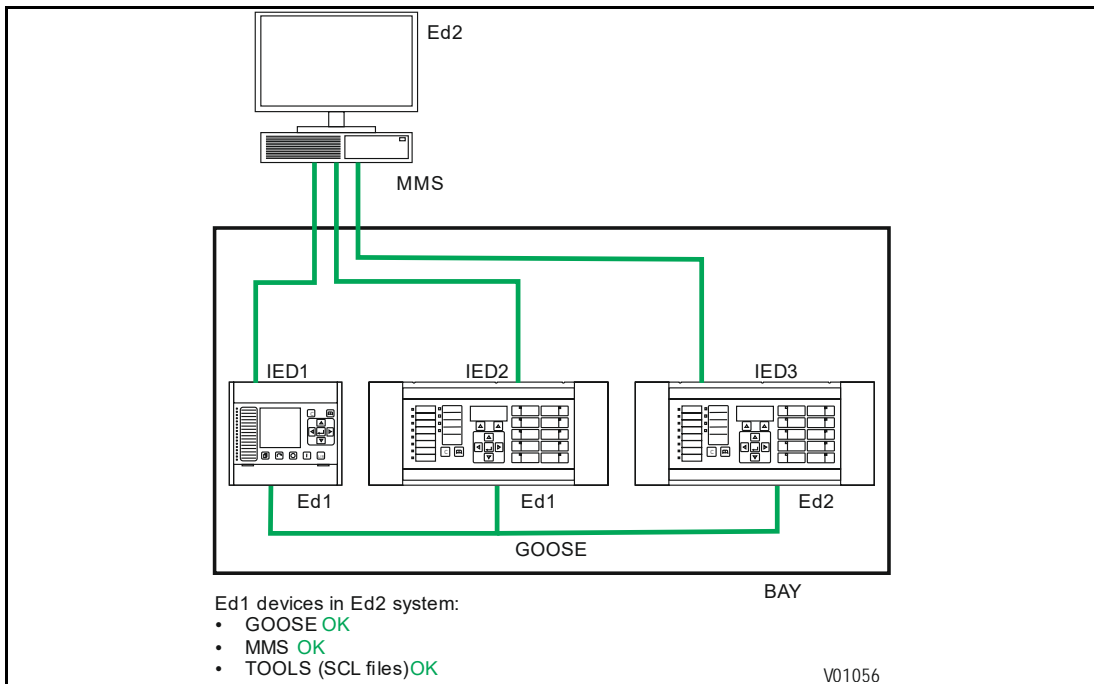 Ed2
MMS
IED1
IED2
IED3
Ed1
Ed1
Ed2
GOOSE
BAY
Ed1 devices in Ed2 system:
• GOOSE OK
• MMS OK
• TOOLS (SCL files)OK
V01056